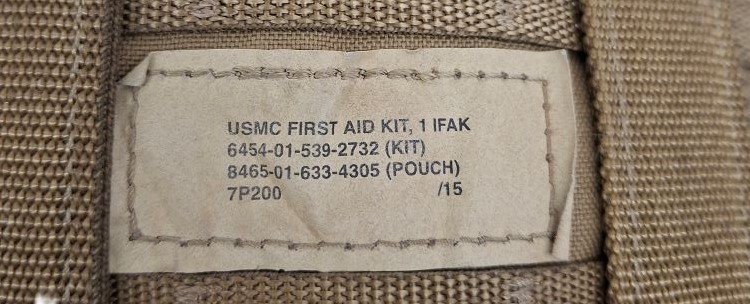 USMC FIRST AID KIT, 1 IFAK
6454-01-539-2732 (KIT)
8465-01-633-4305 (POUCH)
7P200 /15